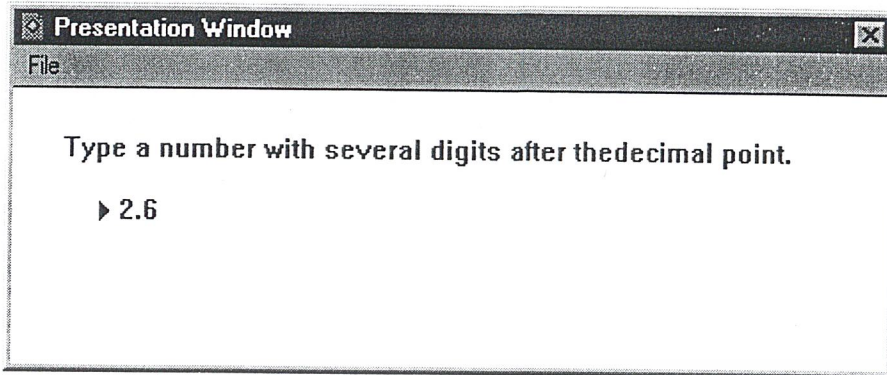 Presentation Window
File
Type a number with several digits after thedecimal point.
2.6